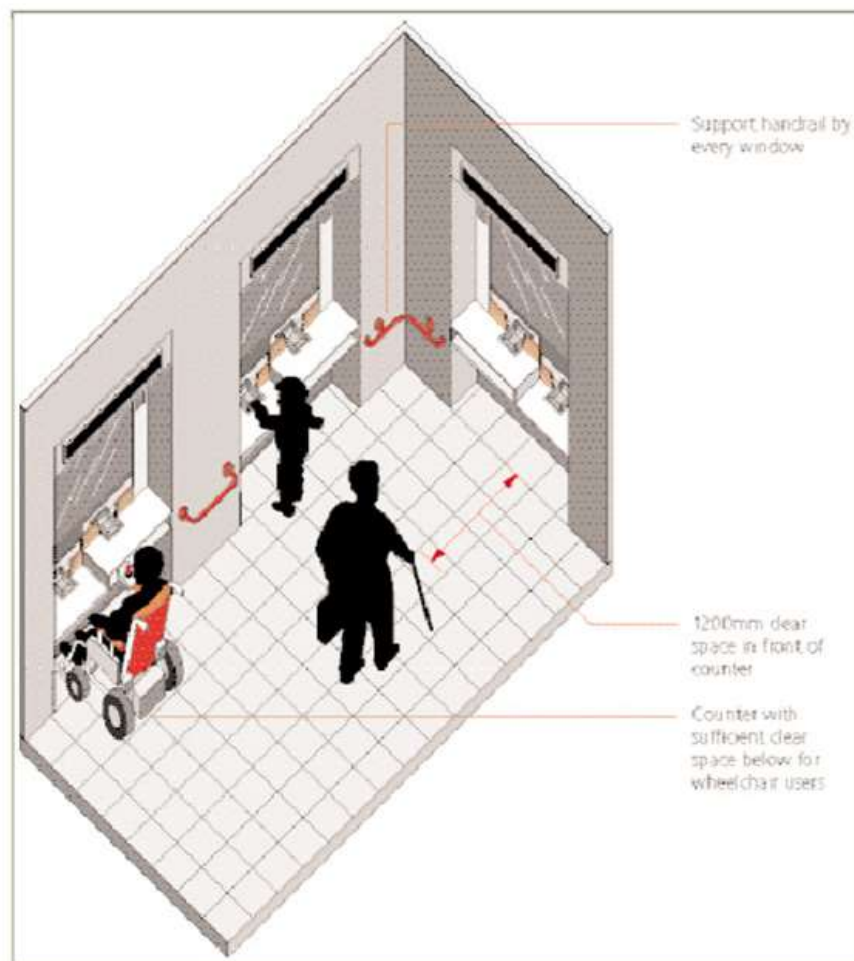 Support handrail by
every window
1200mm clear
space in front of
counter
Counter with
sufficient clear
space below for
wheelchair users